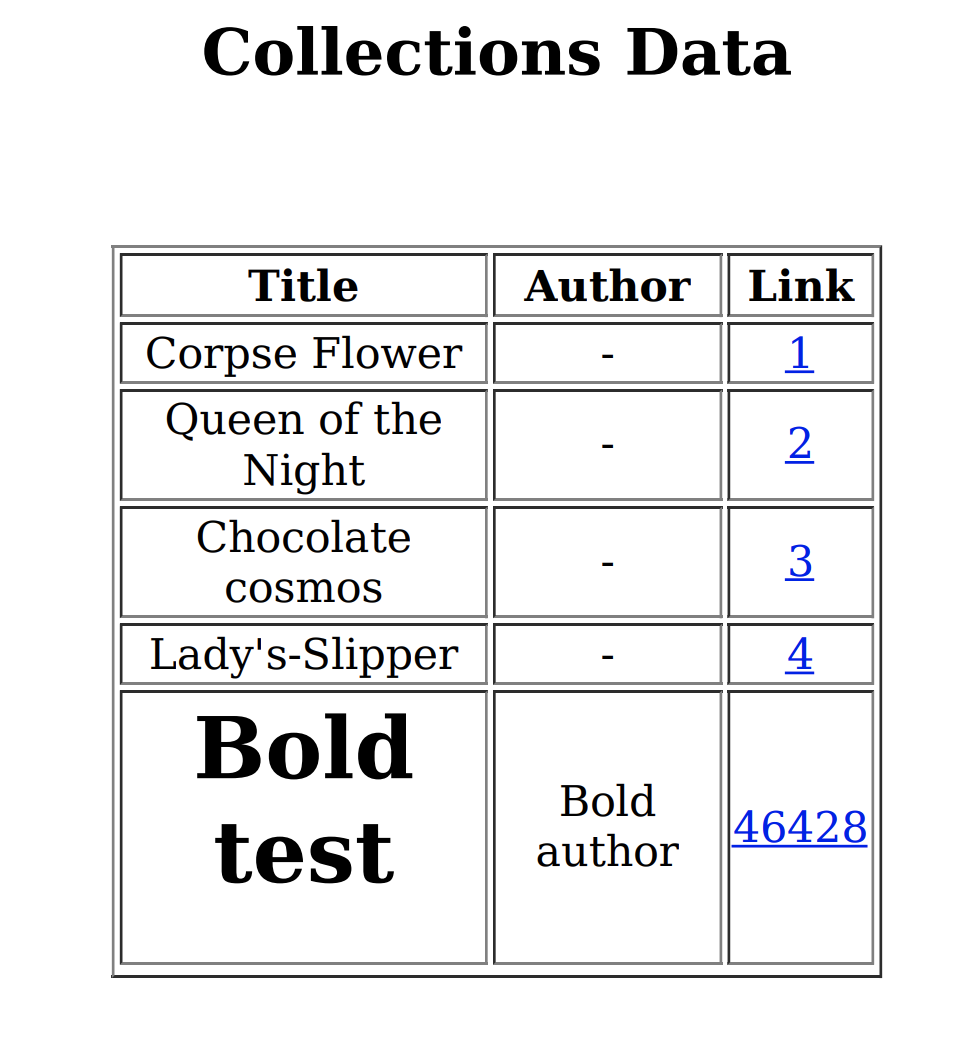 Collections Data
Title Author Link
Corpse Flower - 1
Queen of the
Night - 2
Chocolate
cosmos - 3
Lady's-Slipper - 4
Bold
test Bold
author 46428